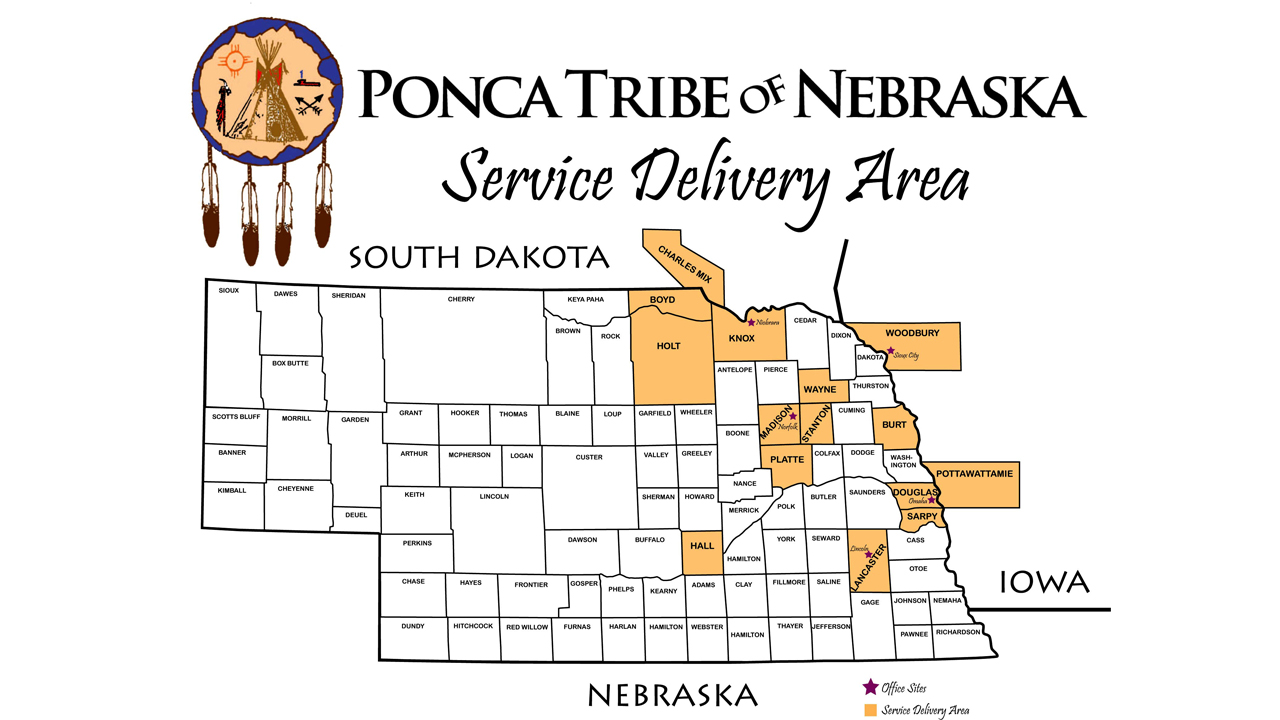 PONCA TRIBE OF NEBRASKA
Service Delivery Area
SOUTH DAKOTA
CHARLES MIX
SIOUX
DAWES
SHERIDAN
CHERRY
KEYA PAHA
BOYD
BROWN
ROCK
HOLT
KNOX
Niobrara
CEDAR
DIXON
DAKOTA
WOODBURY
Sioux City
BOX BUTTE
ANTELOPE
PIERCE
WAYNE
THURSTON
SCOTTS BLUFF
MORRILL
GARDEN
GRANT
HOOKER
THOMAS
BLAINE
LOUP
GARFIELD
WHEELER
BOONE
MADISON
Norfolk
STANTON
CUMING
BURT
BANNER
ARTHUR
MCPHERSON
LOGAN
CUSTER
VALLEY
GREELEY
PLATTE
COLFAX
DODGE
WASH-
INGTON
POTTAWATTAMIE
KIMBALL
CHEYENNE
DEUEL
KEITH
LINCOLN
SHERMAN
HOWARD
NANCE
MERRICK
POLK
BUTLER
SAUNDERS
DOUGLAS
Omaha
SARPY
PERKINS
DAWSON
BUFFALO
HALL
HAMILTON
YORK
SEWARD
Lincoln
LANCASTER
CASS
OTOE
CHASE
HAYES
FRONTIER
GOSPER
PHELPS
KEARNY
ADAMS
CLAY
FILLMORE
SALINE
GAGE
JOHNSON
NEMAHA
IOWA
DUNDY
HITCHCOCK
RED WILLOW
FURNAS
HARLAN
HAMILTON
WEBSTER
HAMILTON
THAYER
JEFFERSON
PAWNEE
RICHARDSON
NEBRASKA
Office Sites
Service Delivery Area